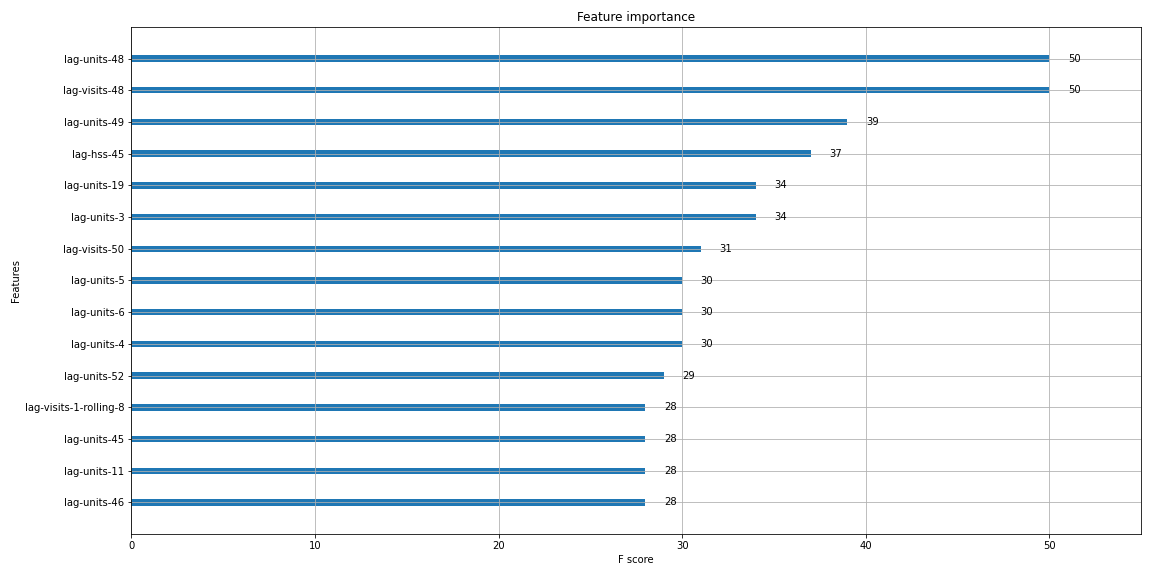 Feature importance
Features
lag-units-48 50
lag-visits-48 50
lag-units-49 39
lag-hss-45 37
lag-units-19 34
lag-units-3 34
lag-visits-50 31
lag-units-5 30
lag-units-6 30
lag-units-4 30
lag-units-52 29
lag-visits-1-rolling-8 28
lag-units-45 28
lag-units-11 28
lag-units-46 28
0 10 20 30 40 50
F score